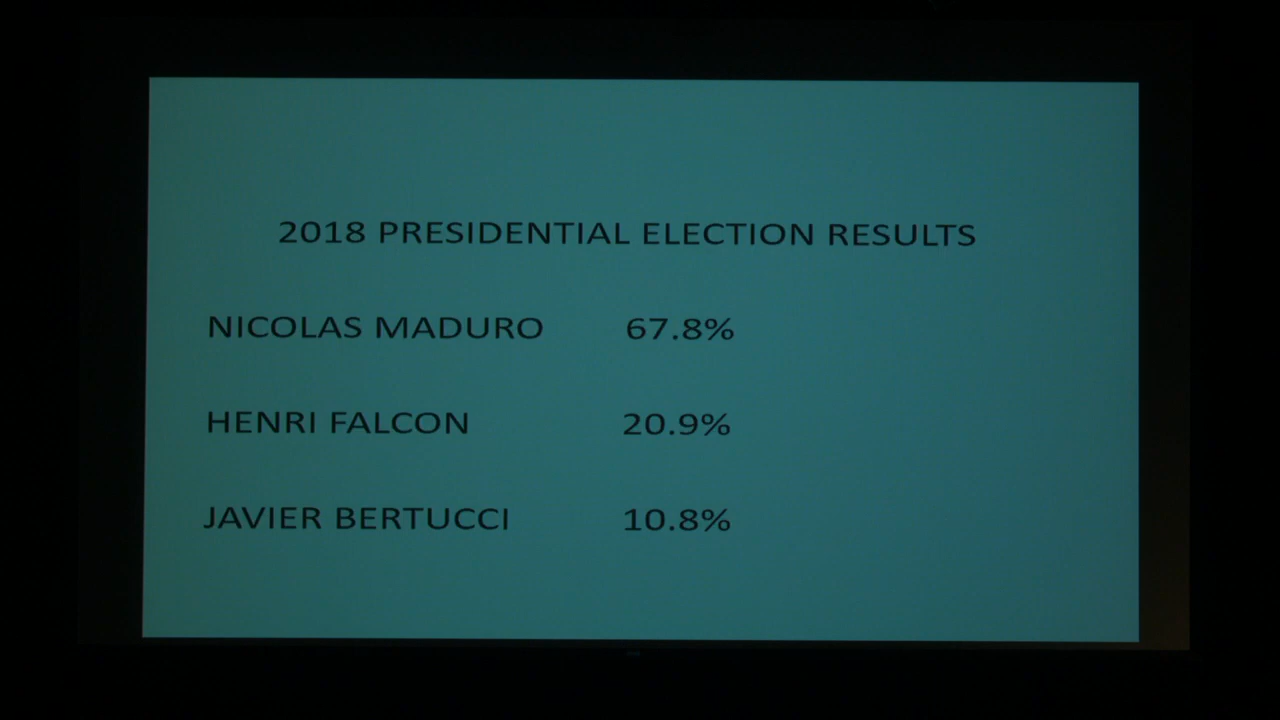 2018 PRESIDENTIAL ELECTION RESULTS
NICOLAS MADURO 67.8%
HENRI FALCON 20.9%
JAVIER BERTUCCI 10.8%